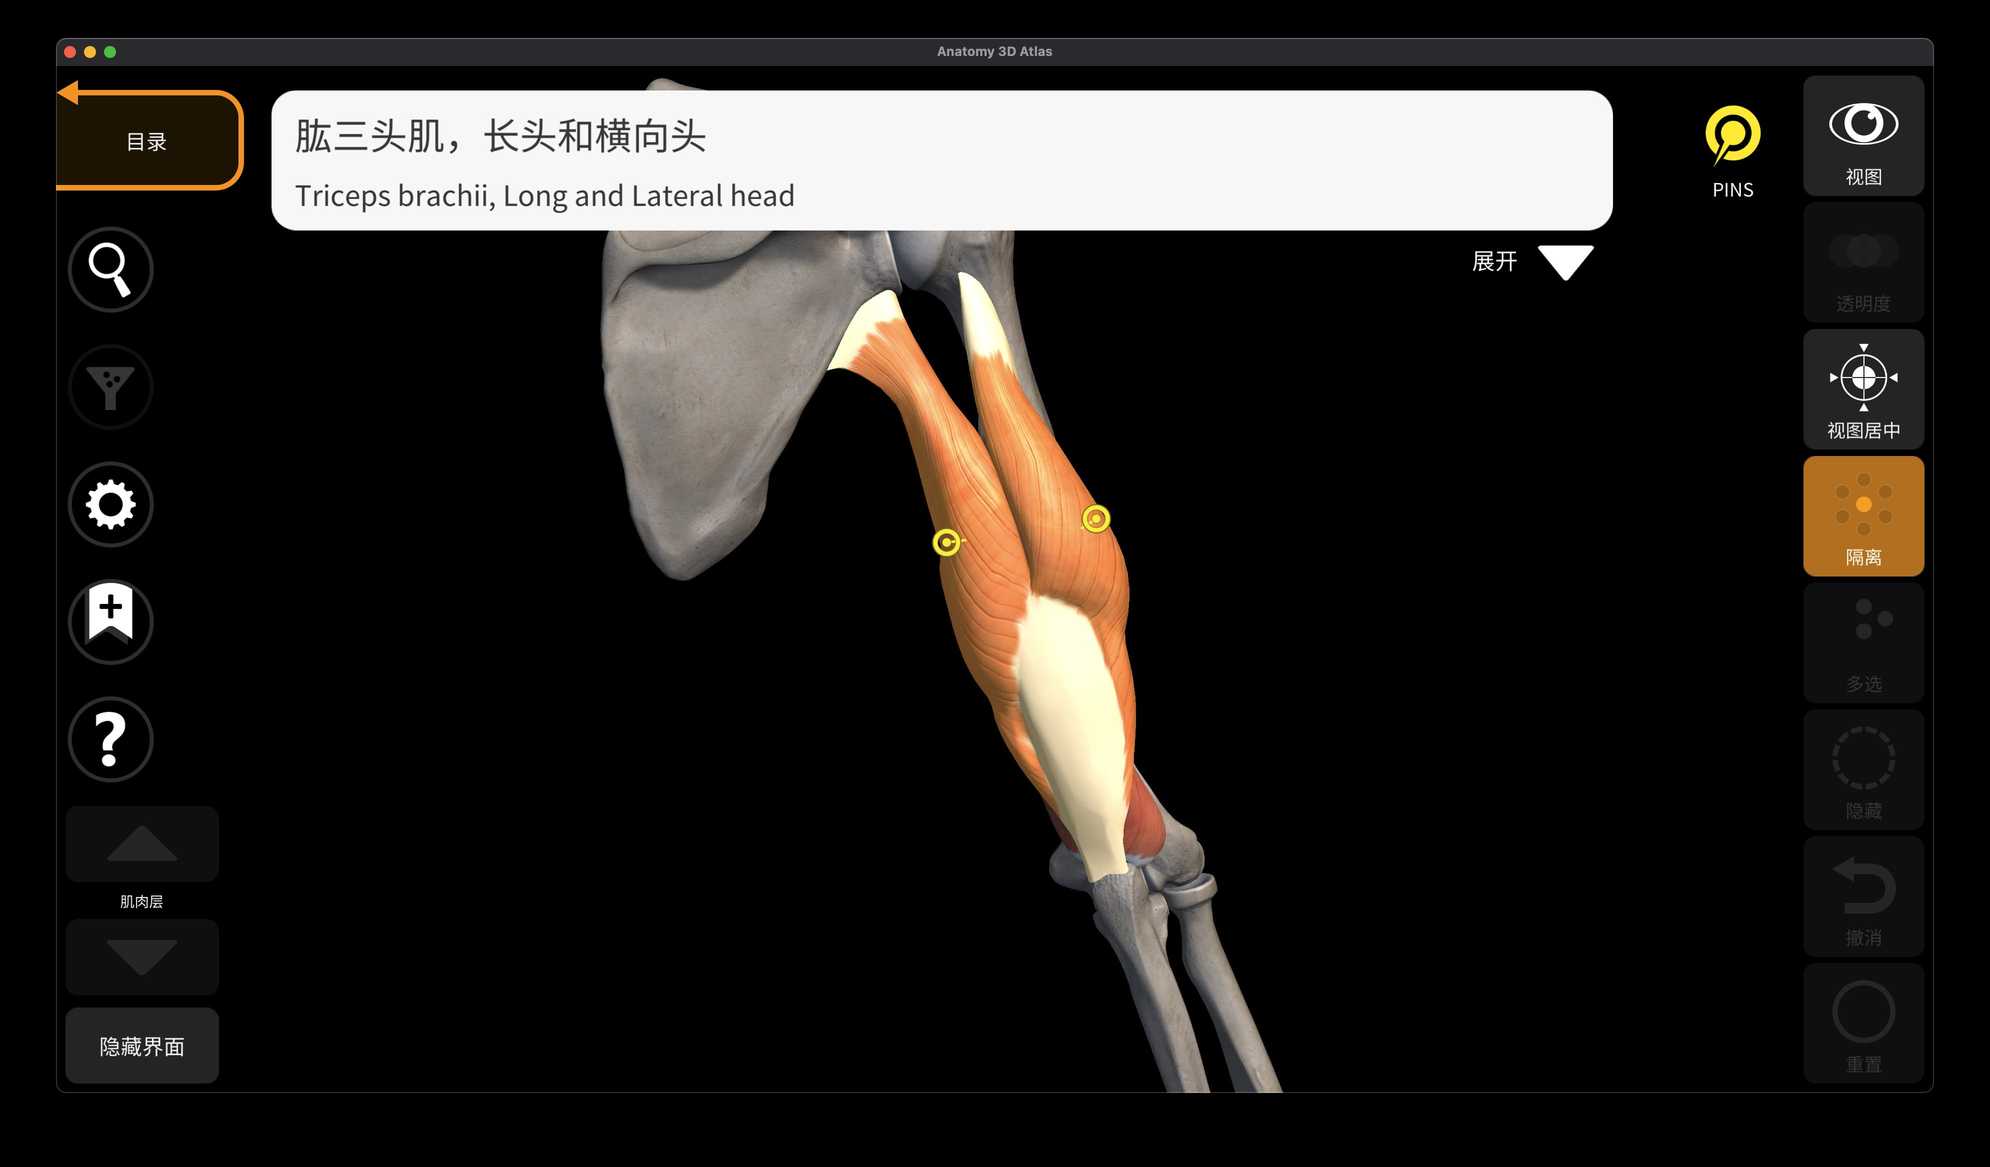 Anatomy 3D Atlas
目录
肱三头肌，长头和横向头
Triceps brachii, Long and Lateral head
PINS
展开
视图
透明度
视图居中
隔离
多选
隐藏
撤消
重置
肌肉层
隐藏界面